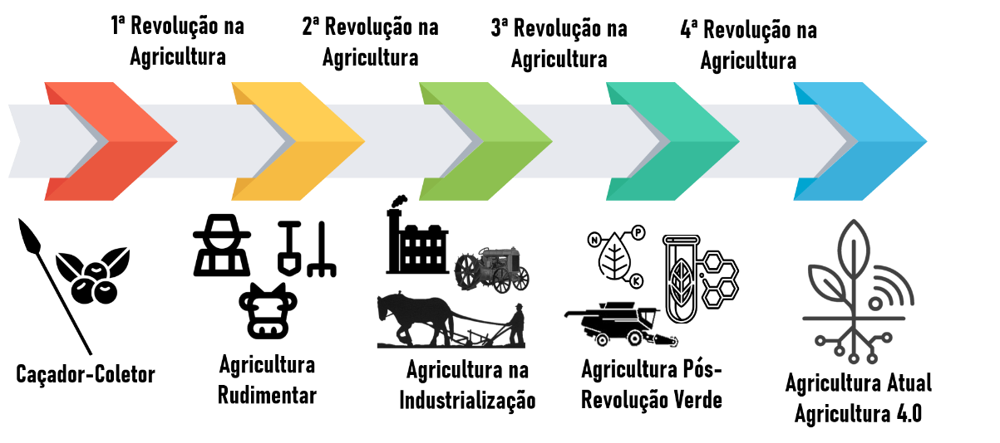 1ª Revolução na
Agricultura
2ª Revolução na
Agricultura
3ª Revolução na
Agricultura
4ª Revolução na
Agricultura
N
P
K
Caçador-Coletor
Agricultura
Rudimentar
Agricultura na
Industrialização
Agricultura Pós-
Revolução Verde
Agricultura Atual
Agricultura 4.0